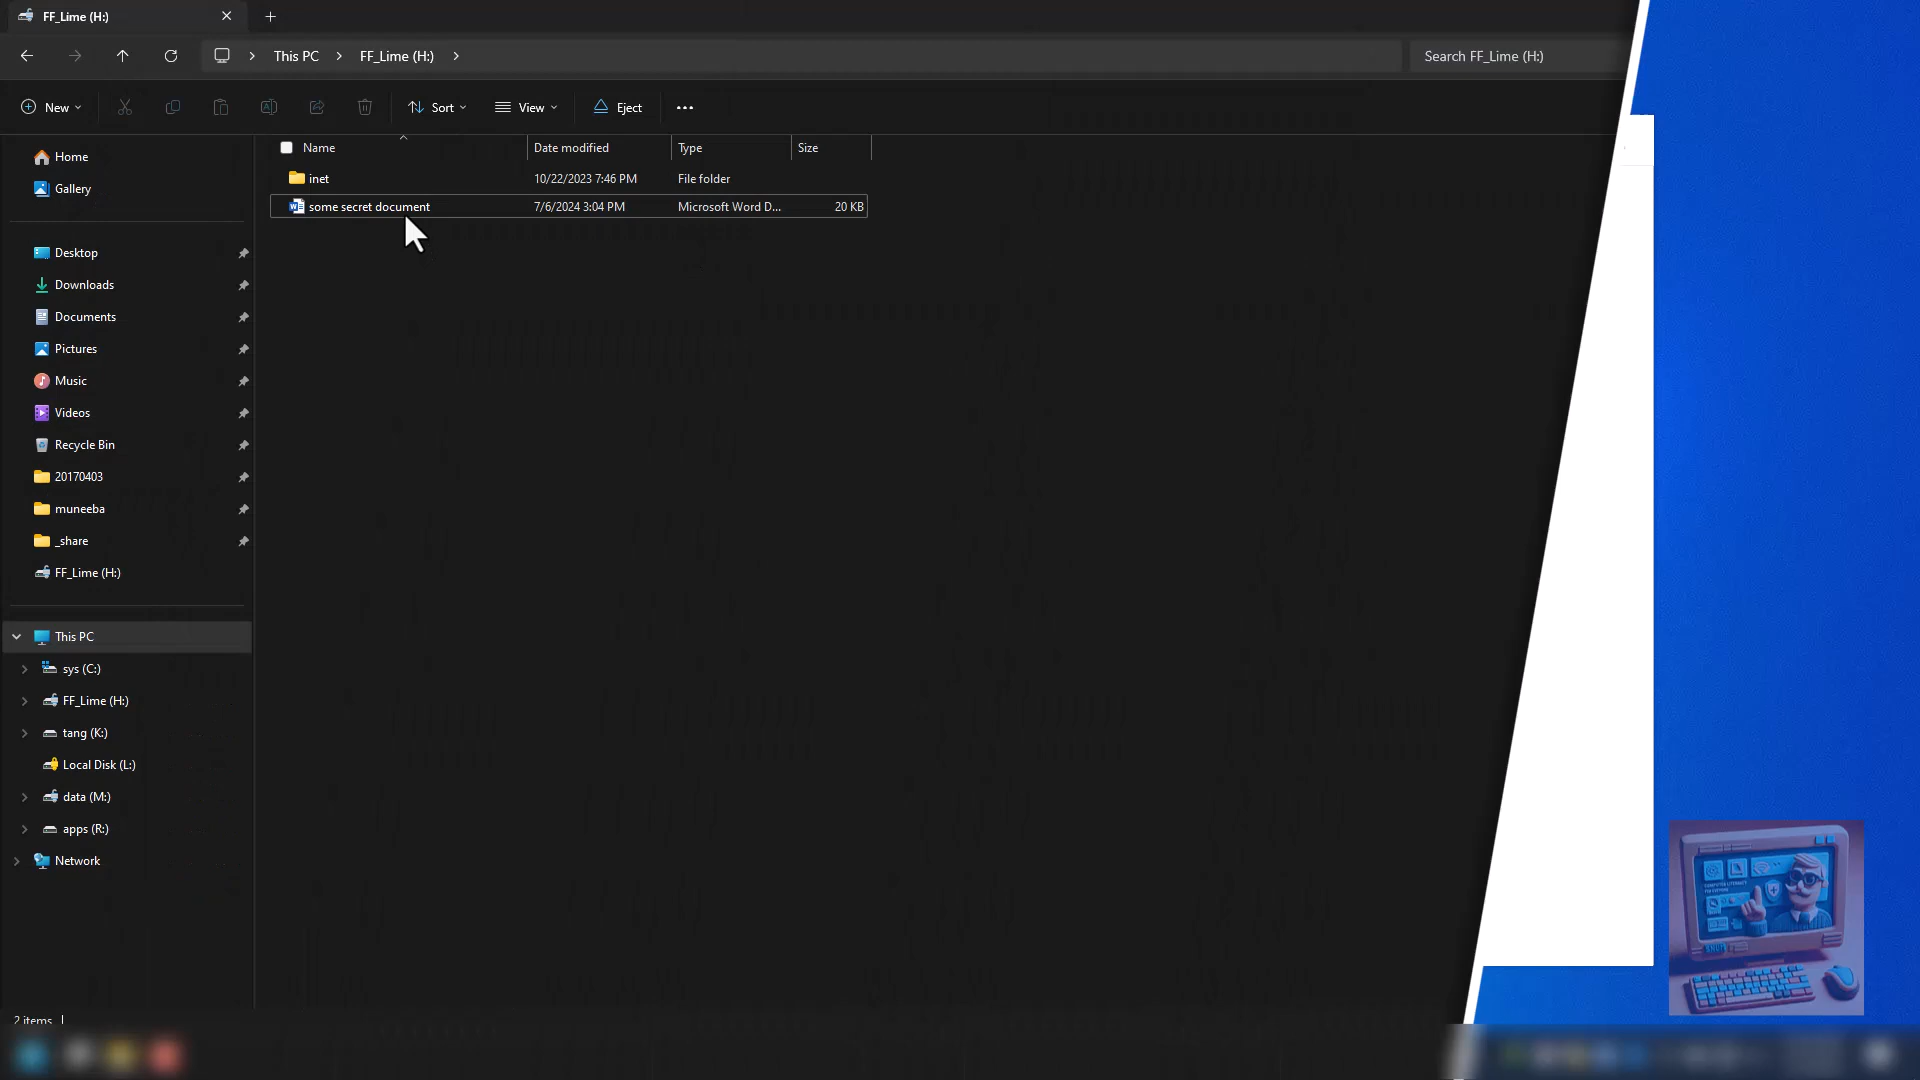 FF_Lime (H:)
This PC
FF_Lime (H:)
Search FF_Lime (H:)
New
Sort
View
Eject
Name
Date modified
Type
Size
inet
10/22/2023 7:46 PM
File folder
some secret document
7/6/2024 3:04 PM
Microsoft Word D...
20 KB
Home
Gallery
Desktop
Downloads
Documents
Pictures
Music
Videos
Recycle Bin
20170403
muneeba
_share
FF_Lime (H:)
This PC
sys (C:)
FF_Lime (H:)
tang (K:)
Local Disk (L:)
data (M:)
apps (R:)
Network
2 items
COMPUTER LITERACY